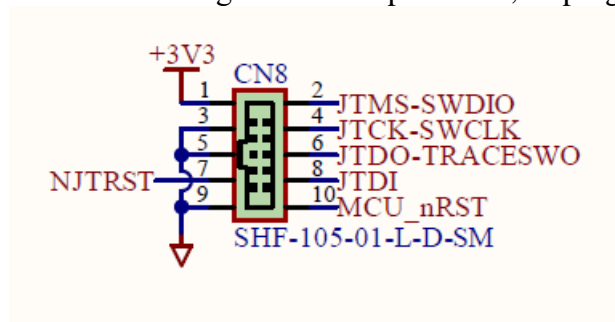 +3V3
CN8
1 2 JTMS-SWDIO
3 4 JTCK-SWCLK
5 6 JTDO-TRACESWO
NJTRST 7 8 JTDI
9 10 MCU_nRST
SHF-105-01-L-D-SM